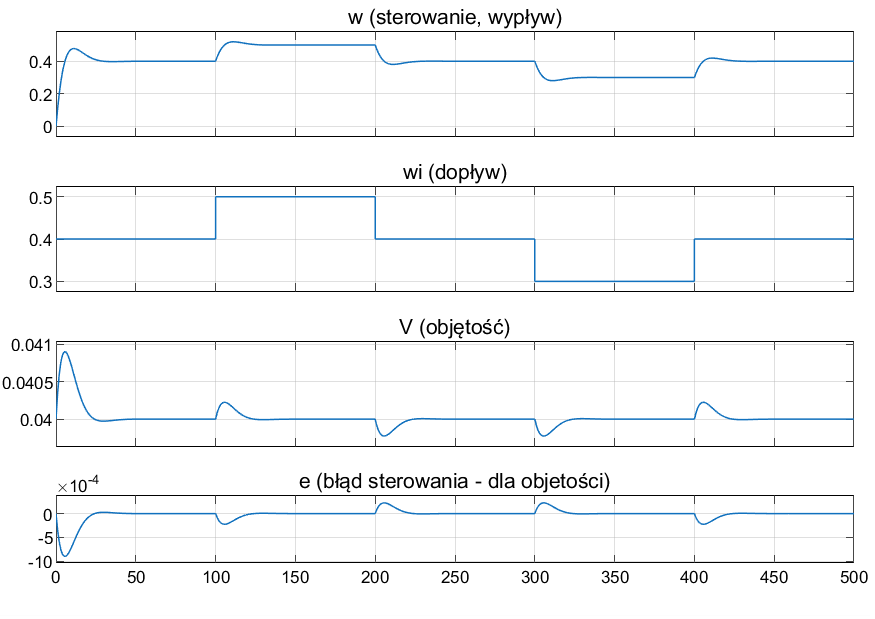 w (sterowanie, wypływ)
0.4
0.2
0
wi (dopływ)
0.5
0.4
0.3
V (objętość)
0.041
0.0405
0.04
e (błąd sterowania - dla objetości)
×10-4
0
-5
-10
0 50 100 150 200 250 300 350 400 450 500